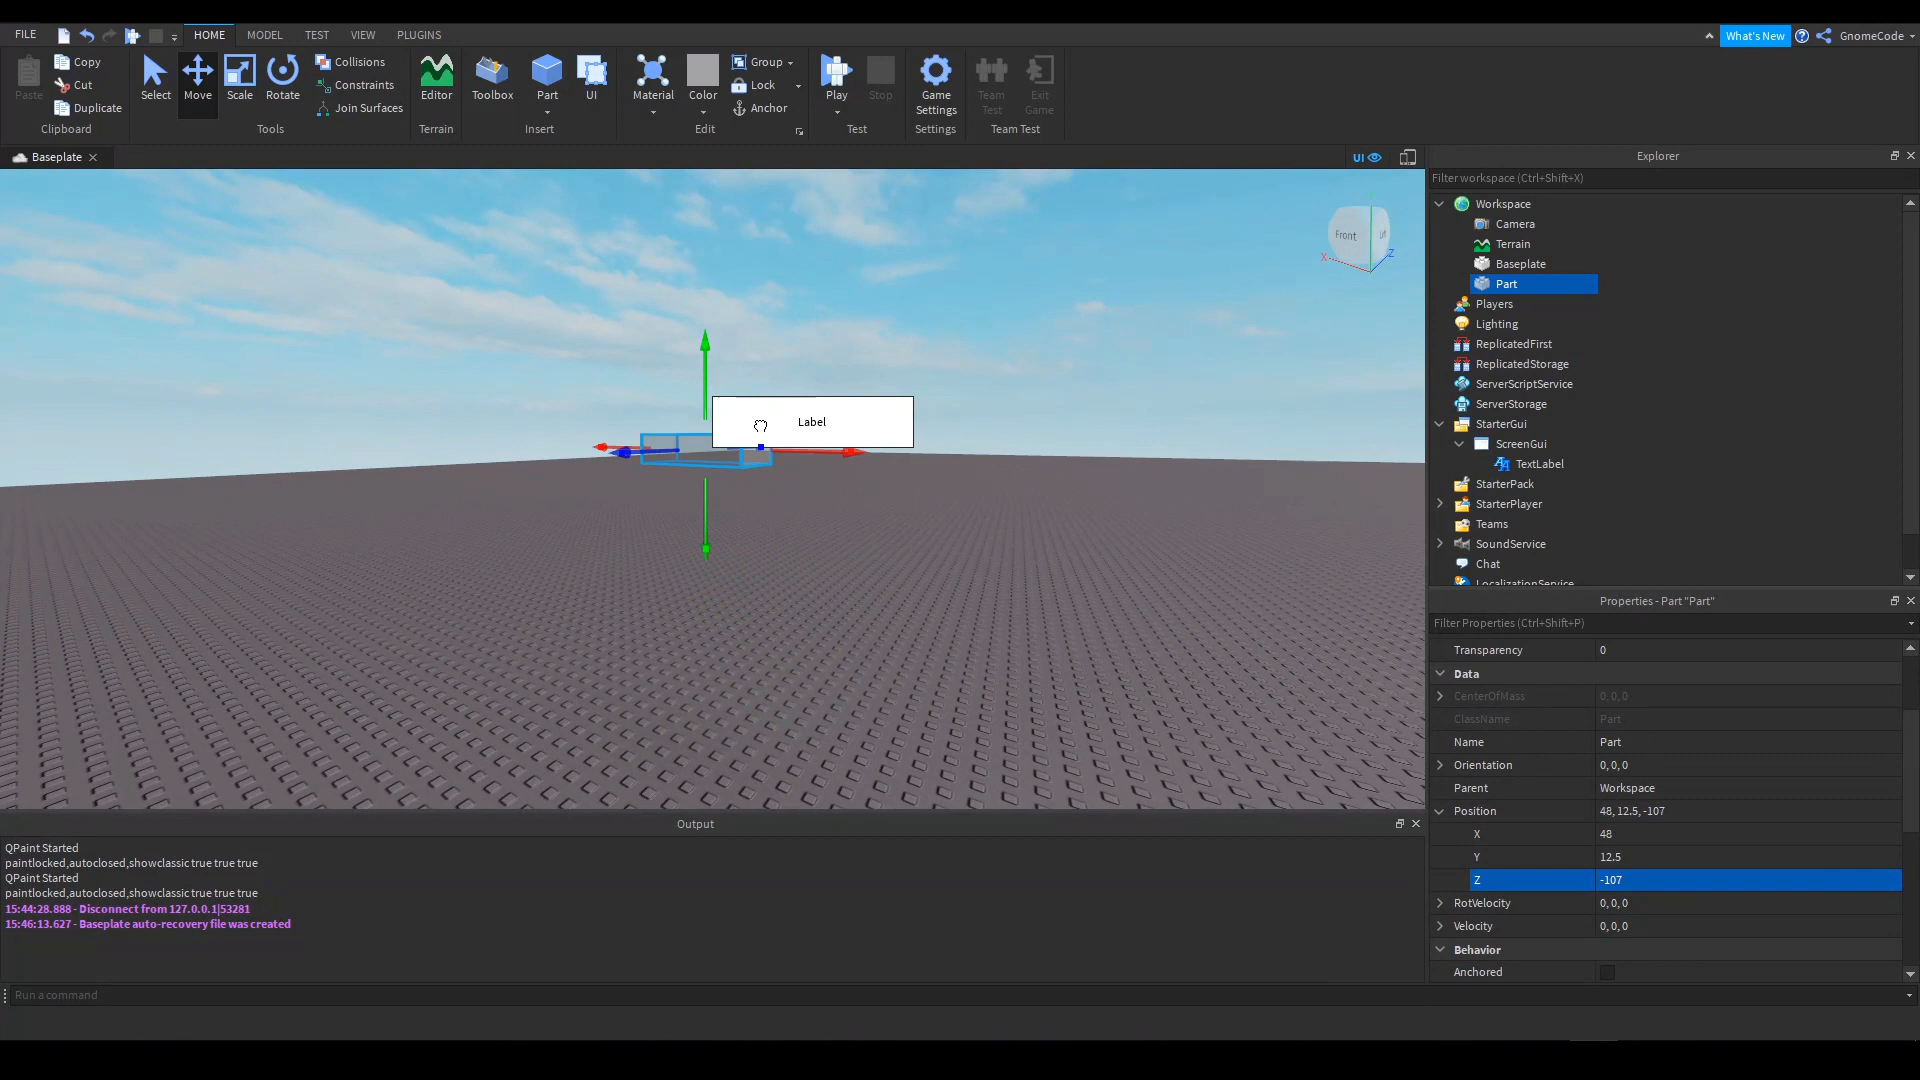 FILE HOME MODEL TEST VIEW PLUGINS What's New GnomeCode
Paste Copy Cut Duplicate Clipboard
Select Move Scale Rotate Collisions Constraints Join Surfaces Tools
Editor Terrain
Toolbox Part UI Insert
Material Color Group Lock Anchor Edit
Play Stop Test
Game Settings Settings
Team Test Exit Game Team Test
Baseplate UI
Front
X
Z
Label
Explorer
Filter workspace (Ctrl+Shift+X)
Workspace
Camera
Terrain
Baseplate
Part
Players
Lighting
ReplicatedFirst
ReplicatedStorage
ServerScriptService
ServerStorage
StarterGui
ScreenGui
TextLabel
StarterPack
StarterPlayer
Teams
SoundService
Chat
LocalizationService
Properties - Part "Part"
Filter Properties (Ctrl+Shift+P)
Transparency 0
Data
CenterOfMass 0, 0, 0
ClassName Part
Name Part
Orientation 0, 0, 0
Parent Workspace
Position 48, 12.5, -107
X 48
Y 12.5
Z -107
RotVelocity 0, 0, 0
Velocity 0, 0, 0
Behavior
Anchored
Output
QPaint Started
paintlocked,autoclosed,showclassic true true true
QPaint Started
paintlocked,autoclosed,showclassic true true true
15:44:28.888 - Disconnect from 127.0.0.1|53281
15:46:13.627 - Baseplate auto-recovery file was created
Run a command